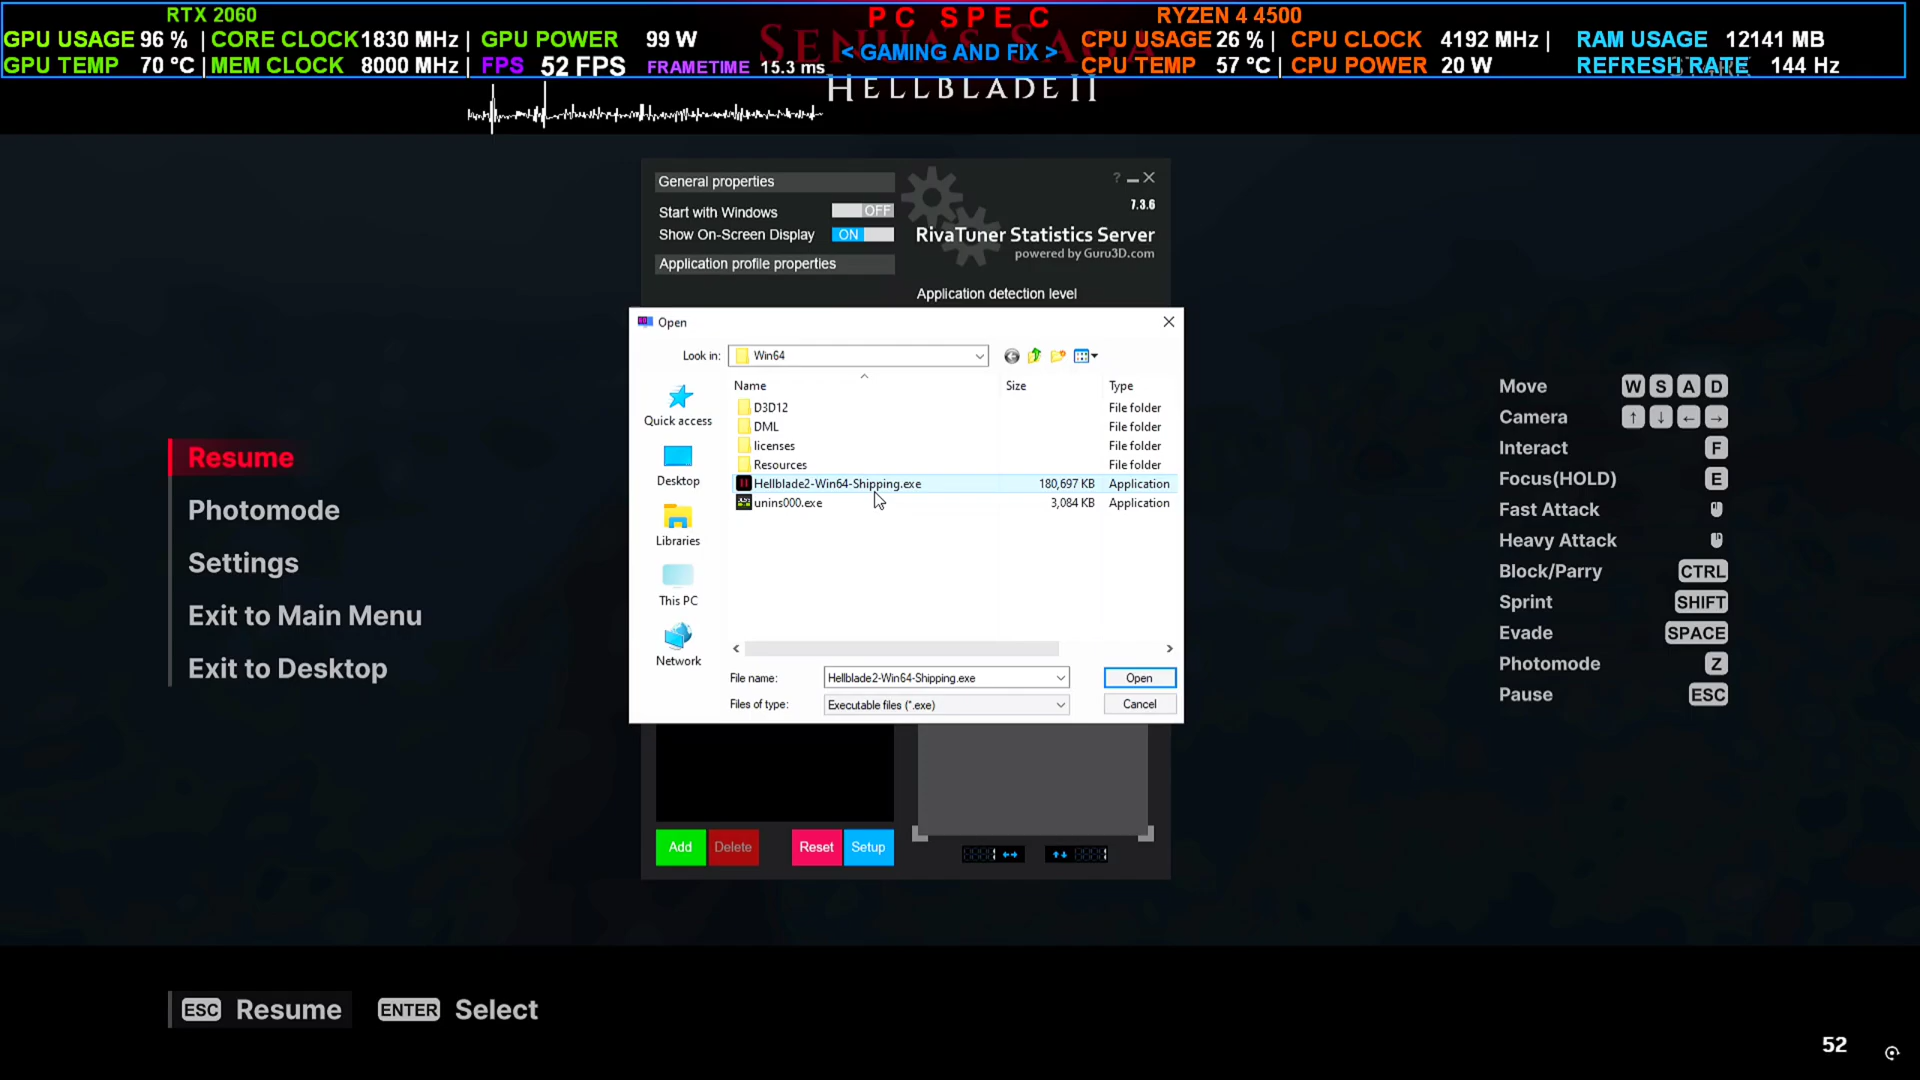 RTX 2060
PC SPEC
RYZEN 4 4500
GPU USAGE 96 % | CORE CLOCK 1830 MHz | GPU POWER 99 W
SENUA'S SAGA
< GAMING AND FIX >
CPU USAGE 26 % | CPU CLOCK 4192 MHz | RAM USAGE 12141 MB
GPU TEMP 70 °C | MEM CLOCK 8000 MHz | FPS 52 FPS FRAMETIME 15.3 ms
CPU TEMP 57 °C | CPU POWER 20 W REFRESH RATE 144 Hz
HELLBLADE II
General properties
?
7.3.6
Start with Windows OFF
Show On-Screen Display ON
RivaTuner Statistics Server
powered by Guru3D.com
Application profile properties
Application detection level
Open
Look in: Win64
Name Size Type
D3D12 File folder
DML File folder
licenses File folder
Resources File folder
Hellblade2-Win64-Shipping.exe 180,697 KB Application
unins000.exe 3,084 KB Application
Quick access
Desktop
Libraries
This PC
Network
File name: Hellblade2-Win64-Shipping.exe Open
Files of type: Executable files (*.exe) Cancel
Add Delete Reset Setup
Resume
Photomode
Settings
Exit to Main Menu
Exit to Desktop
Move W S A D
Camera ↑ ↓ ← →
Interact F
Focus(HOLD) E
Fast Attack
Heavy Attack
Block/Parry CTRL
Sprint SHIFT
Evade SPACE
Photomode Z
Pause ESC
ESC Resume ENTER Select
52